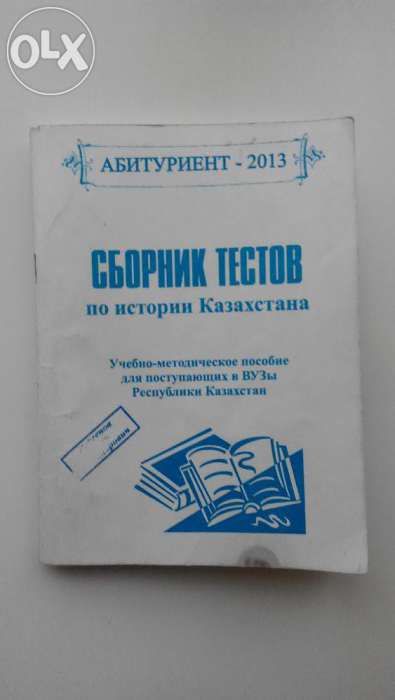 OLX
АБИТУРИЕНТ - 2013
СБОРНИК ТЕСТОВ
по истории Казахстана
Учебно-методическое пособие
для поступающих в ВУЗы
Республики Казахстан